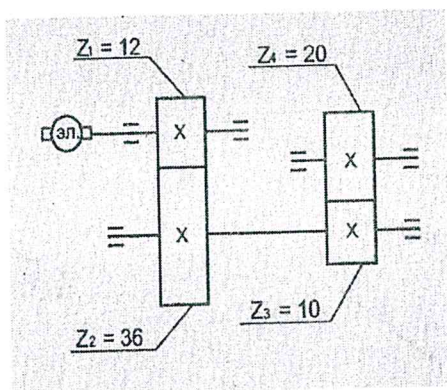 Z₁ = 12
Z₄ = 20
эл.
X
X
X
X
Z₃ = 10
Z₂ = 36